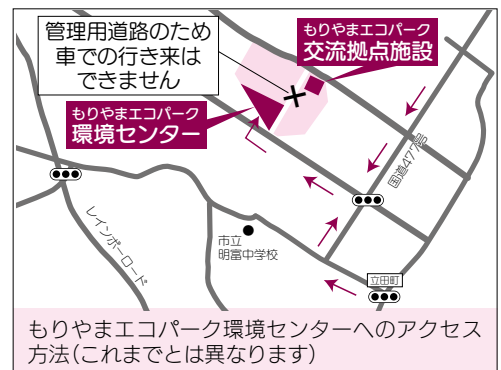 管理用道路のため
車での行き来は
できません
もりやまエコパーク
交流拠点施設
もりやまエコパーク
環境センター
国道477号
レインボーロード
市立
明富中学校
立田町
もりやまエコパーク環境センターへのアクセス
方法(これまでとは異なります)